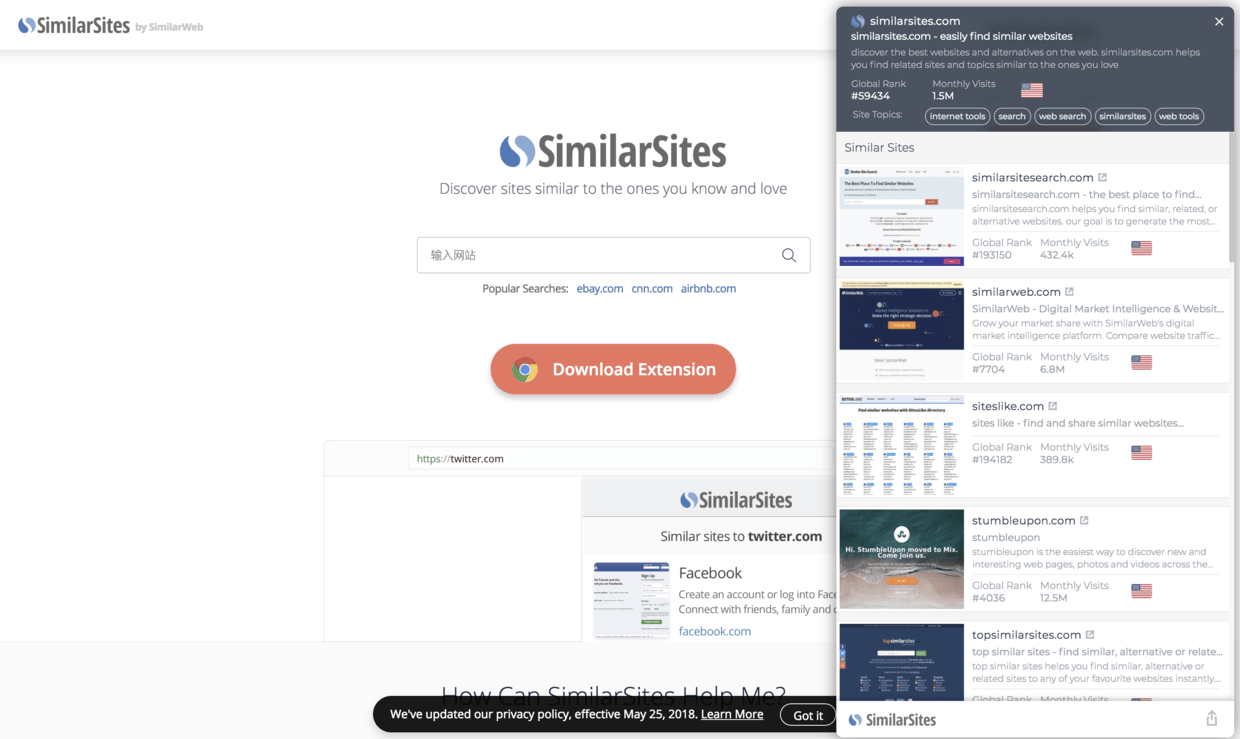 SimilarSites by SimilarWeb
SimilarSites
Discover sites similar to the ones you know and love
输入网站
Popular Searches: ebay.com cnn.com airbnb.com
Download Extension
https://twitter.com
SimilarSites
Similar sites to twitter.com
Facebook
Create an account or log into Face
Connect with friends, family and
facebook.com
How Can SimilarSites Help Me?
We've updated our privacy policy, effective May 25, 2018. Learn More
Got it
similarsites.com
similarsites.com - easily find similar websites
discover the best websites and alternatives on the web. similarsites.com helps
you find related sites and topics similar to the ones you love
Global Rank Monthly Visits
#59434 1.5M
Site Topics: internet tools search web search similarsites web tools
Similar Sites
similarsitesearch.com
similarsitesearch.com - the best place to find...
similarsitesearch.com helps you find similar, related, or
alternative websites. our goal is to generate the most...
Global Rank Monthly Visits
#193150 432.4k
similarweb.com
SimilarWeb - Digital Market Intelligence & Websit...
Grow your market share with SimilarWeb's digital
market intelligence platform. Compare website traffic...
Global Rank Monthly Visits
#7704 6.8M
siteslike.com
sites like - find and share similar websites...
Global Rank Monthly Visits
#194182 389.8k
Hi. StumbleUpon moved to Mix.
Come Join us.
stumbleupon.com
stumbleupon
stumbleupon is the easiest way to discover new and
interesting web pages, photos and videos across the...
Global Rank Monthly Visits
#4036 12.5M
topsimilarsites.com
top similar sites - find similar, alternative or relate...
top similar sites helps you find similar, alternative or
related sites to any of your favourite websites instantly...
Global Rank Monthly Visits
SimilarSites